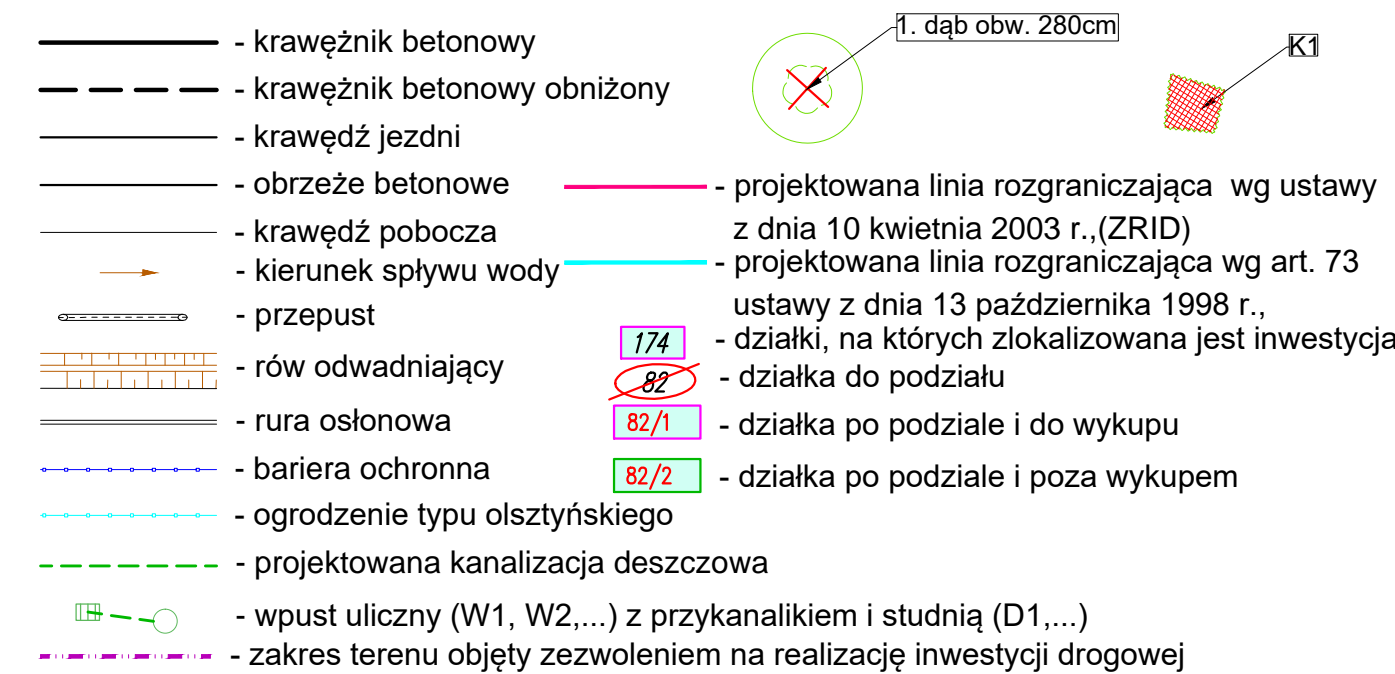 - krawężnik betonowy
- krawężnik betonowy obniżony
- krawędź jezdni
- obrzeże betonowe
- krawędź pobocza
- kierunek spływu wody
- przepust
- rów odwadniający
- rura osłonowa
- bariera ochronna
- ogrodzenie typu olsztyńskiego
- projektowana kanalizacja deszczowa
- wpust uliczny (W1, W2,...) z przykanalikiem i studnią (D1,...)
- zakres terenu objęty zezwoleniem na realizację inwestycji drogowej
1. dąb obw. 280cm
K1
- projektowana linia rozgraniczająca wg ustawy
z dnia 10 kwietnia 2003 r.,(ZRID)
- projektowana linia rozgraniczająca wg art. 73
ustawy z dnia 13 października 1998 r.,
174 - działki, na których zlokalizowana jest inwestycja
82 - działka do podziału
82/1 - działka po podziale i do wykupu
82/2 - działka po podziale i poza wykupem